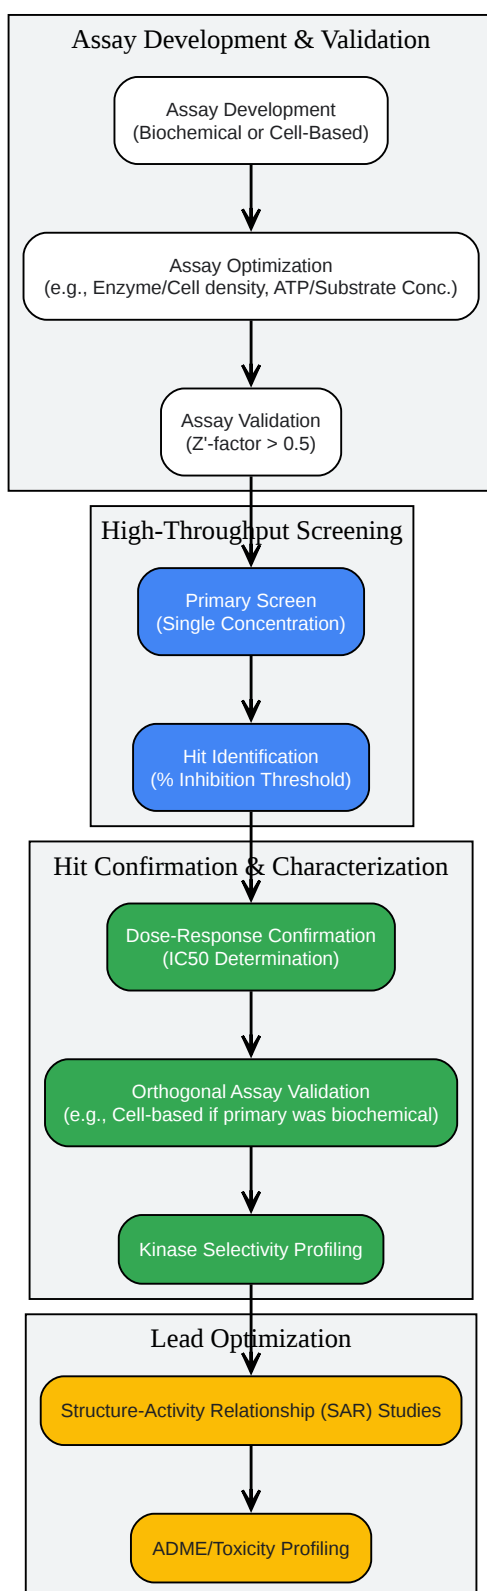 Assay Development & Validation
Assay Development
(Biochemical or Cell-Based)
Assay Optimization
(e.g., Enzyme/Cell density, ATP/Substrate Conc.)
Assay Validation
(Z'-factor > 0.5)
High-Throughput Screening
Primary Screen
(Single Concentration)
Hit Identification
(% Inhibition Threshold)
Hit Confirmation & Characterization
Dose-Response Confirmation
(IC50 Determination)
Orthogonal Assay Validation
(e.g., Cell-based if primary was biochemical)
Kinase Selectivity Profiling
Lead Optimization
Structure-Activity Relationship (SAR) Studies
ADME/Toxicity Profiling